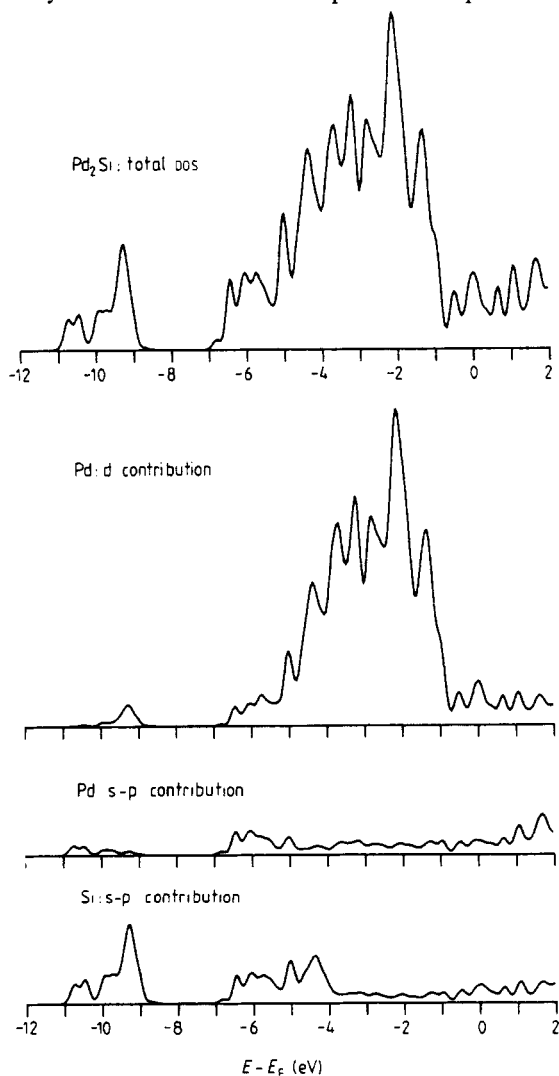 Pd₂Si: total DOS
-12 -10 -8 -6 -4 -2 0 2
Pd: d contribution
Pd s-p contribution
Si: s-p contribution
-12 -10 -8 -6 -4 -2 0 2
E - E_F (eV)